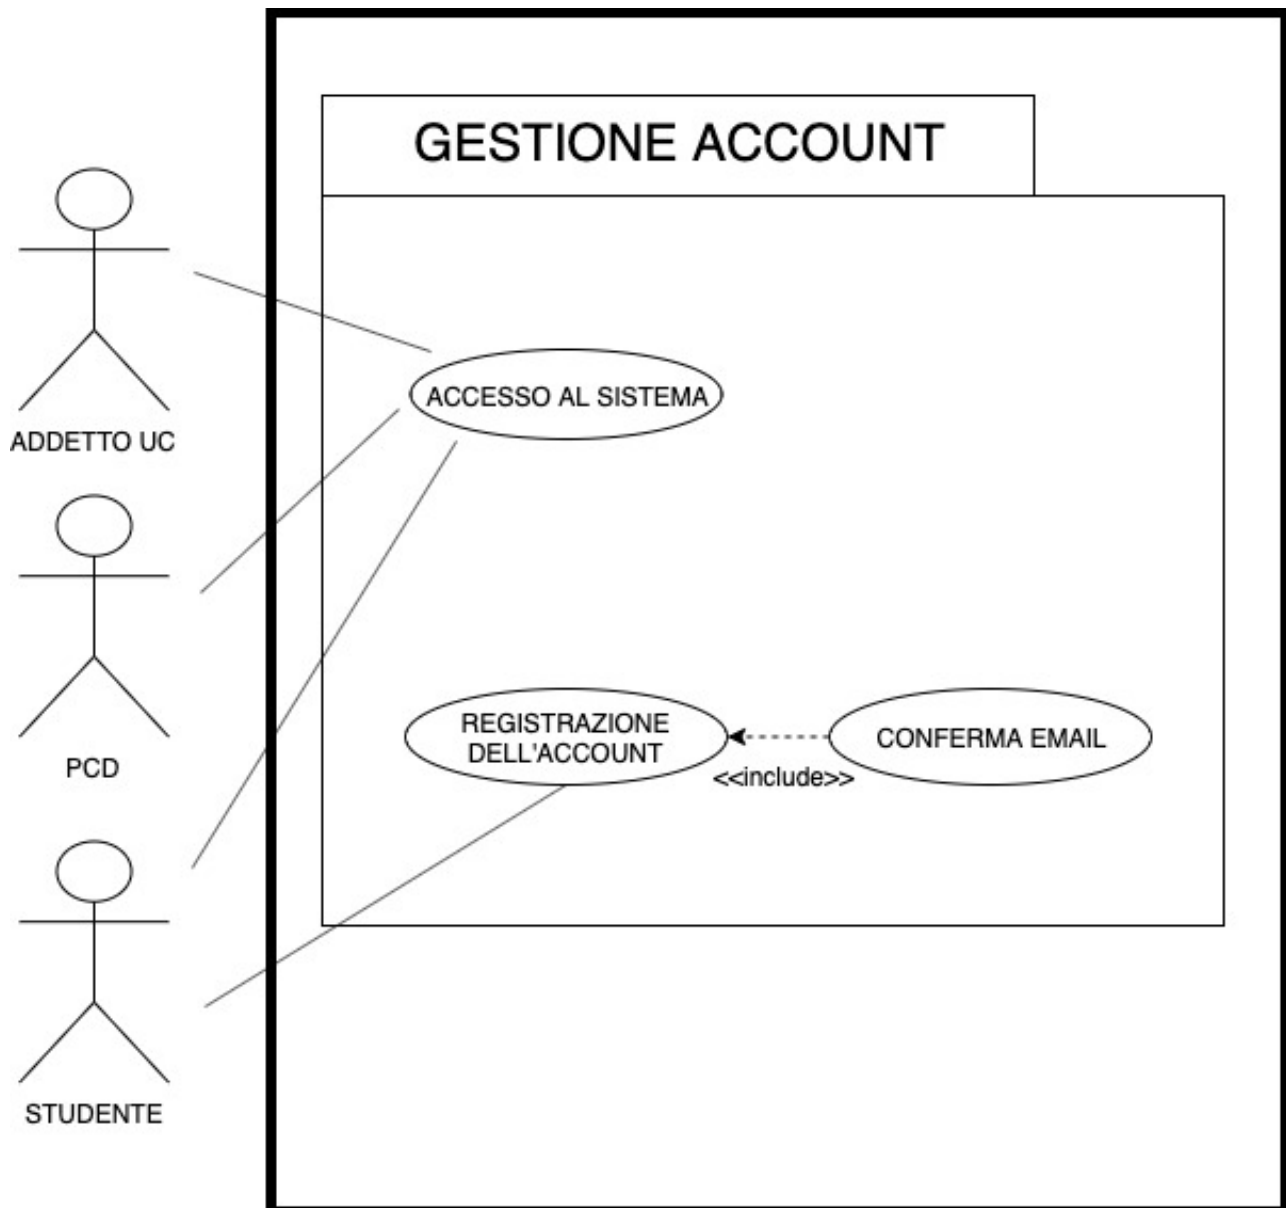 GESTIONE ACCOUNT
ACCESSO AL SISTEMA
ADDETTO UC
REGISTRAZIONE
DELL'ACCOUNT
CONFERMA EMAIL
<<include>>
PCD
STUDENTE